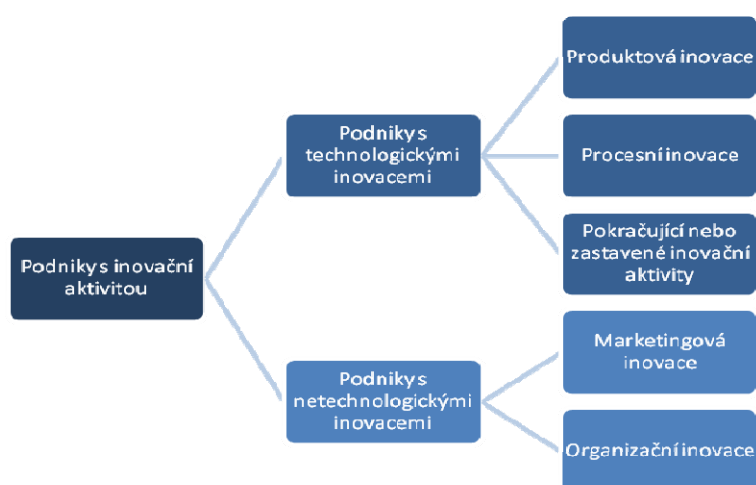 Produktová inovace
Podniky s
technologickými
inovacemi
Procesní inovace
Pokračující nebo
zastavené inovační
aktivity
Podniky s inovační
aktivitou
Marketingová
inovace
Podniky s
netechnologickými
inovacemi
Organizační inovace